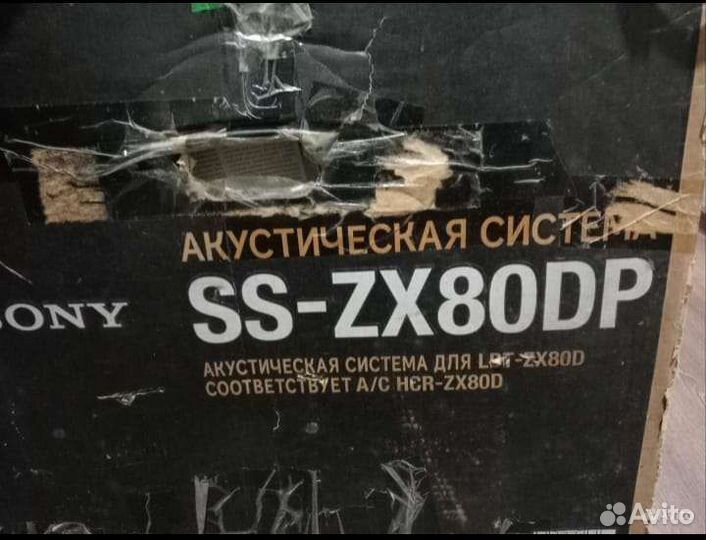 АКУСТИЧЕСКАЯ СИСТЕМА
SONY
SS-ZX80DP
АКУСТИЧЕСКАЯ СИСТЕМА ДЛЯ LBT-ZX80D
СООТВЕТСТВУЕТ А/С HCR-ZX80D
Avito